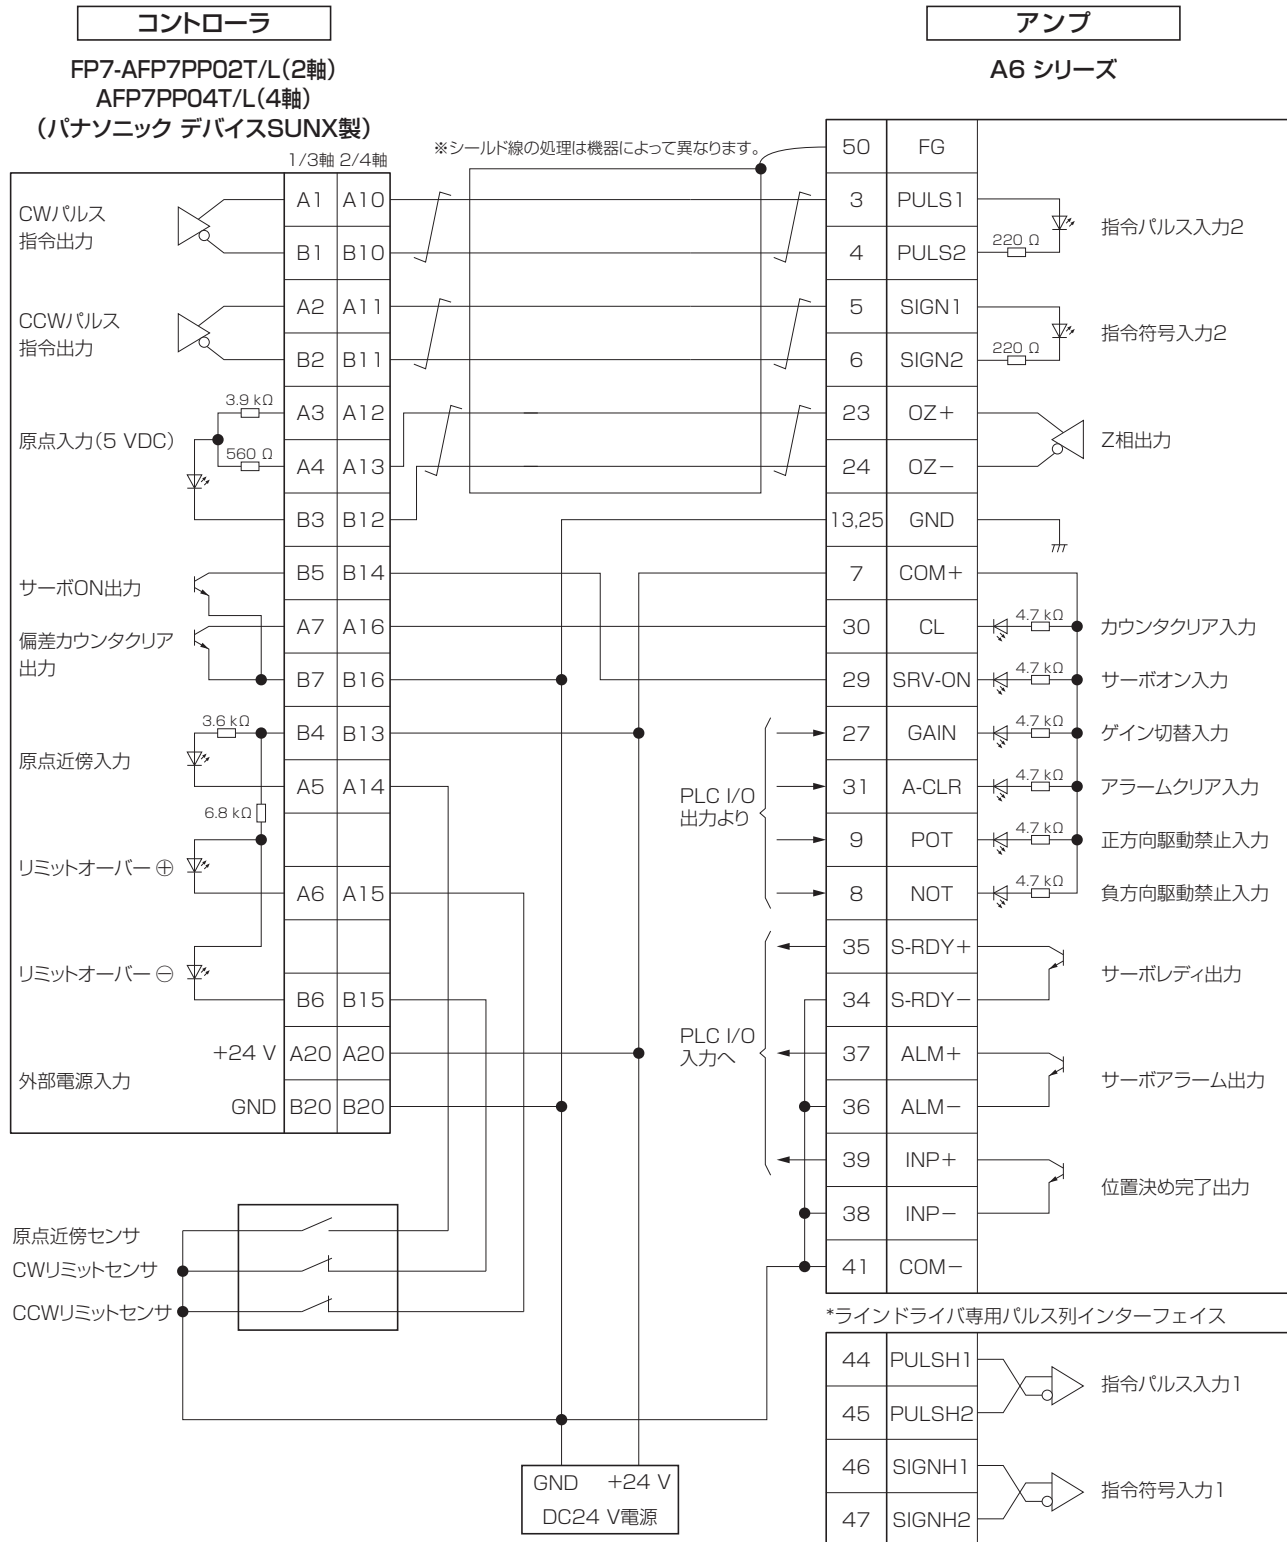 コントローラ
アンプ
FP7-AFP7PP02T/L(2軸)
AFP7PP04T/L(4軸)
(パナソニック デバイスSUNX製)
A6 シリーズ
※シールド線の処理は機器によって異なります。
1/3軸 2/4軸
50 FG
CWパルス
指令出力
A1 A10
B1 B10
3 PULS1
4 PULS2
220 Ω
指令パルス入力2
CCWパルス
指令出力
A2 A11
B2 B11
5 SIGN1
6 SIGN2
220 Ω
指令符号入力2
原点入力(5 VDC)
3.9 kΩ
560 Ω
A3 A12
A4 A13
B3 B12
23 OZ+
24 OZ−
Z相出力
13,25 GND
サーボON出力
B5 B14
7 COM+
偏差カウンタクリア
出力
A7 A16
30 CL
4.7 kΩ
カウンタクリア入力
B7 B16
29 SRV-ON
4.7 kΩ
サーボオン入力
原点近傍入力
3.6 kΩ
B4 B13
27 GAIN
4.7 kΩ
ゲイン切替入力
A5 A14
PLC I/O
出力より
31 A-CLR
4.7 kΩ
アラームクリア入力
6.8 kΩ
9 POT
4.7 kΩ
正方向駆動禁止入力
リミットオーバー ⊕
A6 A15
8 NOT
4.7 kΩ
負方向駆動禁止入力
リミットオーバー ⊖
35 S-RDY+
B6 B15
34 S-RDY−
サーボレディ出力
PLC I/O
入力へ
外部電源入力
+24 V A20 A20
GND B20 B20
37 ALM+
36 ALM−
サーボアラーム出力
39 INP+
38 INP−
位置決め完了出力
41 COM−
原点近傍センサ
CWリミットセンサ
CCWリミットセンサ
*ラインドライバ専用パルス列インターフェイス
44 PULSH1
45 PULSH2
指令パルス入力1
46 SIGNH1
47 SIGNH2
指令符号入力1
GND +24 V
DC24 V電源